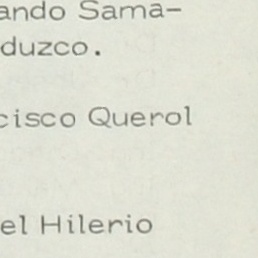 ando Sama-
duzco.
cisco Querol
el Hilerio